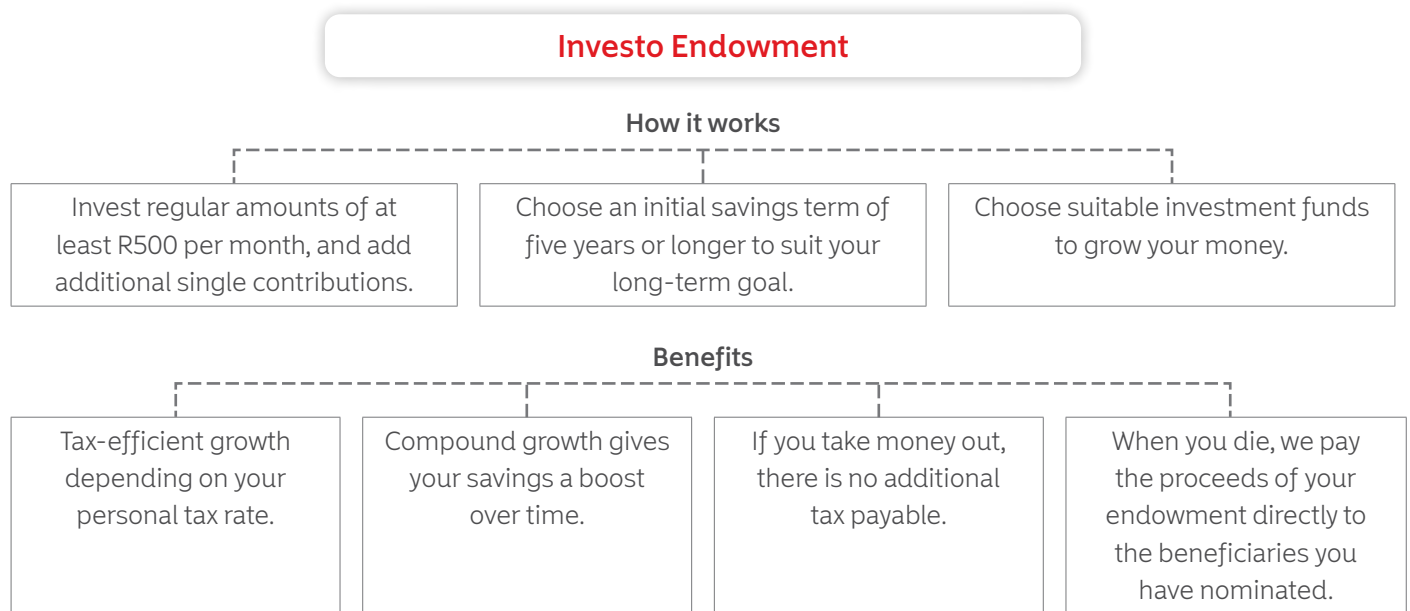 Investo Endowment
How it works
Invest regular amounts of at
least R500 per month, and add
additional single contributions.
Choose an initial savings term of
five years or longer to suit your
long-term goal.
Choose suitable investment funds
to grow your money.
Benefits
Tax-efficient growth
depending on your
personal tax rate.
Compound growth gives
your savings a boost
over time.
If you take money out,
there is no additional
tax payable.
When you die, we pay
the proceeds of your
endowment directly to
the beneficiaries you
have nominated.